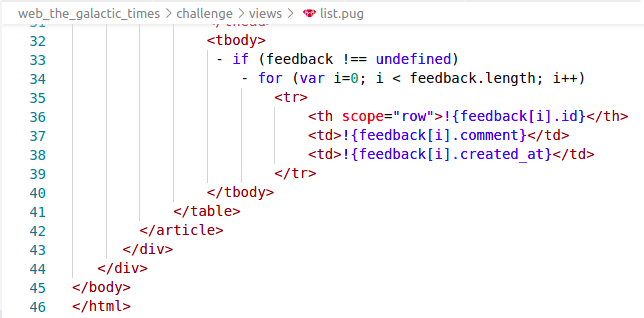 web_the_galactic_times > challenge > views > list.pug
31 </thead>
32 <tbody>
33 - if (feedback !== undefined)
34 - for (var i=0; i < feedback.length; i++)
35 <tr>
36 <th scope="row">!{feedback[i].id}</th>
37 <td>!{feedback[i].comment}</td>
38 <td>!{feedback[i].created_at}</td>
39 </tr>
40 </tbody>
41 </table>
42 </article>
43 </div>
44 </div>
45 </body>
46 </html>